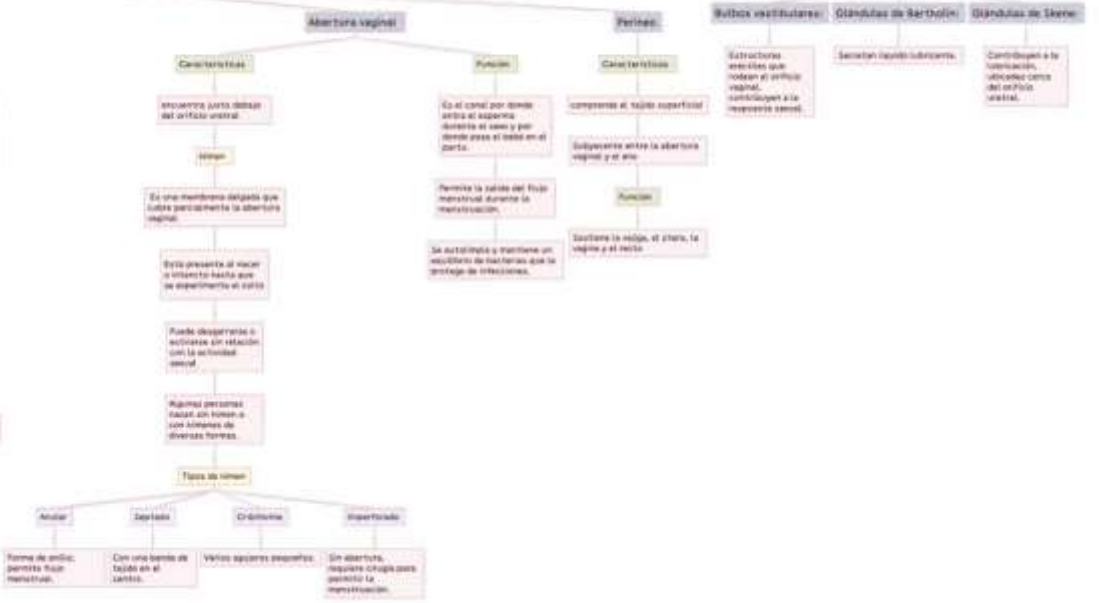 Abertura vaginal
Características
encuentra justo debajo
del orificio uretral
Himen
Es una membrana delgada que
cubre parcialmente la abertura
vaginal
Está presente al nacer
o infancia hasta que
se experimenta el coito
Puede desgarrarse o
estirarse sin relación
con la actividad
sexual
Algunas personas
nacen sin himen o
con hímenes de
diversas formas.
Tipos de himen
Anular
Forma de anillo,
permite flujo
menstrual.
Septado
Con una banda de
tejido en el
centro.
Cribiforme
Varios agujeros pequeños
Imperforado
Sin abertura,
requiere cirugía para
permitir la
menstruación.
Función
Es el canal por donde
entra el esperma
durante el sexo y por
donde pasa el bebé en el
parto.
Permite la salida del flujo
menstrual durante la
menstruación.
Se autolimpia y mantiene un
equilibrio de bacterias que la
protege de infecciones.
Perineo
Características
comprende el tejido superficial
Subyacente entre la abertura
vaginal y el ano
Función
Sostiene la vejiga, el útero, la
vagina y el recto
Bulbos vestibulares:
Estructuras
eréctiles que
rodean el orificio
vaginal,
contribuyen a la
respuesta sexual.
Glándulas de Bartholin:
Secretan líquido lubricante.
Glándulas de Skene:
Contribuyen a la
lubricación,
ubicadas cerca
del orificio
uretral.